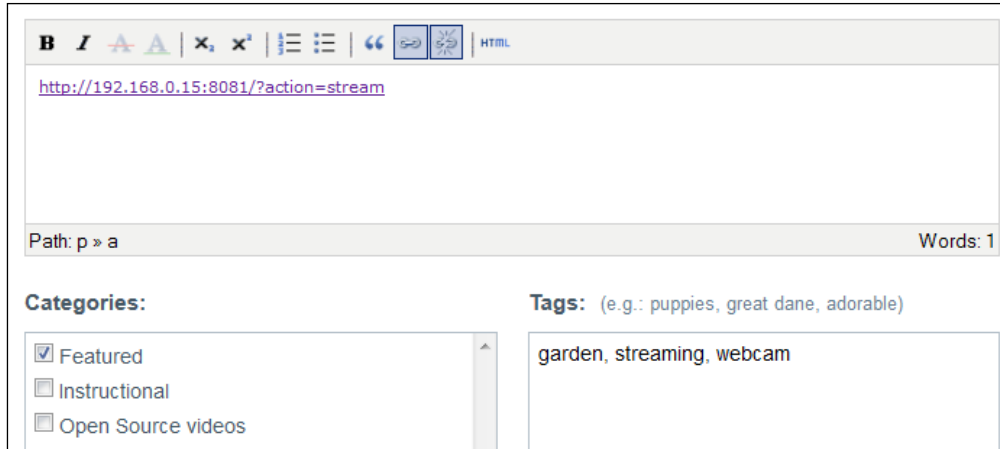 B I A A x₂ x² “ HTML
http://192.168.0.15:8081/?action=stream
Path: p » a Words: 1
Categories: Tags: (e.g.: puppies, great dane, adorable)
Featured garden, streaming, webcam
Instructional
Open Source videos